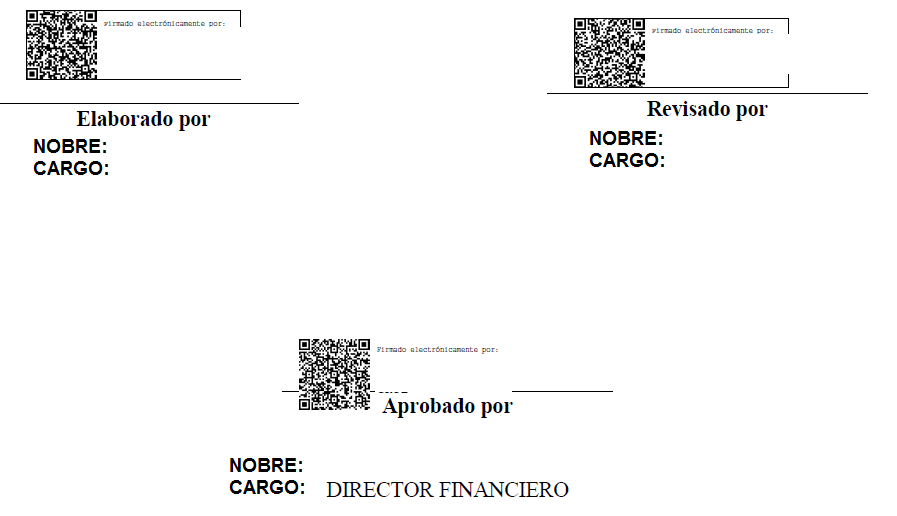 Firmado electrónicamente por:
Elaborado por
NOBRE:
CARGO:
Firmado electrónicamente por:
Revisado por
NOBRE:
CARGO:
Firmado electrónicamente por:
Aprobado por
NOBRE:
CARGO: DIRECTOR FINANCIERO